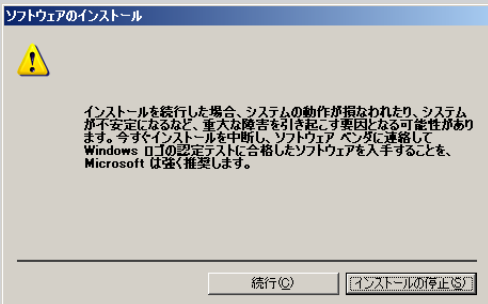 ソフトウェアのインストール
インストールを続行した場合、システムの動作が損なわれたり、システム
が不安定になるなど、重大な障害を引き起こす要因となる可能性があり
ます。今すぐインストールを中断し、ソフトウェア ベンダに連絡して
Windows ロゴの認定テストに合格したソフトウェアを入手することを、
Microsoft は強く推奨します。
続行(C)
インストールの停止(S)